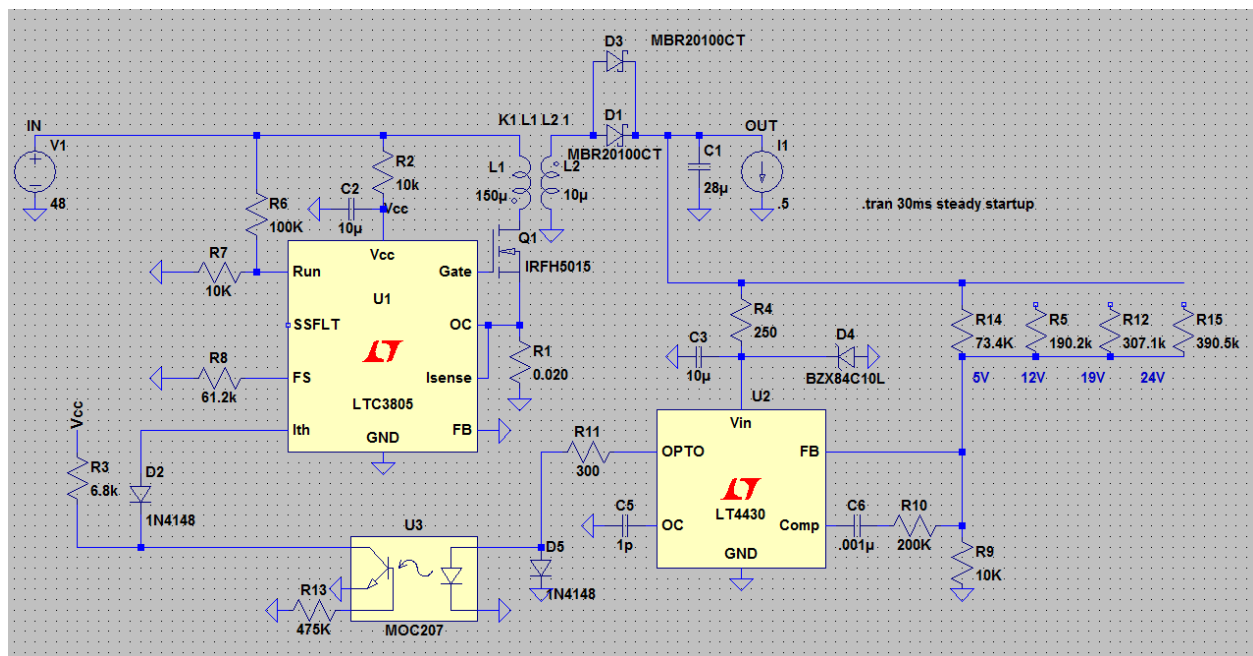 MBR20100CT
D3
D1
MBR20100CT
K1 L1 L2 1
IN
V1
48
OUT
I1
.5
C1
28µ
.tran 30ms steady startup
L1
150µ
L2
10µ
R2
10k
C2
10µ
Vcc
R6
100K
R7
10K
Q1
IRFH5015
Vcc
Run
Gate
U1
SSFLT
OC
FS
Isense
LTC3805
Ith
FB
GND
R8
61.2k
R1
0.020
Vcc
R3
6.8k
D2
1N4148
R4
250
C3
10µ
D4
BZX84C10L
R14
73.4K
R5
190.2k
R12
307.1k
R15
390.5k
5V
12V
19V
24V
U2
Vin
OPTO
FB
LT4430
OC
Comp
GND
R11
300
C5
1p
C6
.001µ
R10
200K
R9
10K
U3
MOC207
D5
1N4148
R13
475K